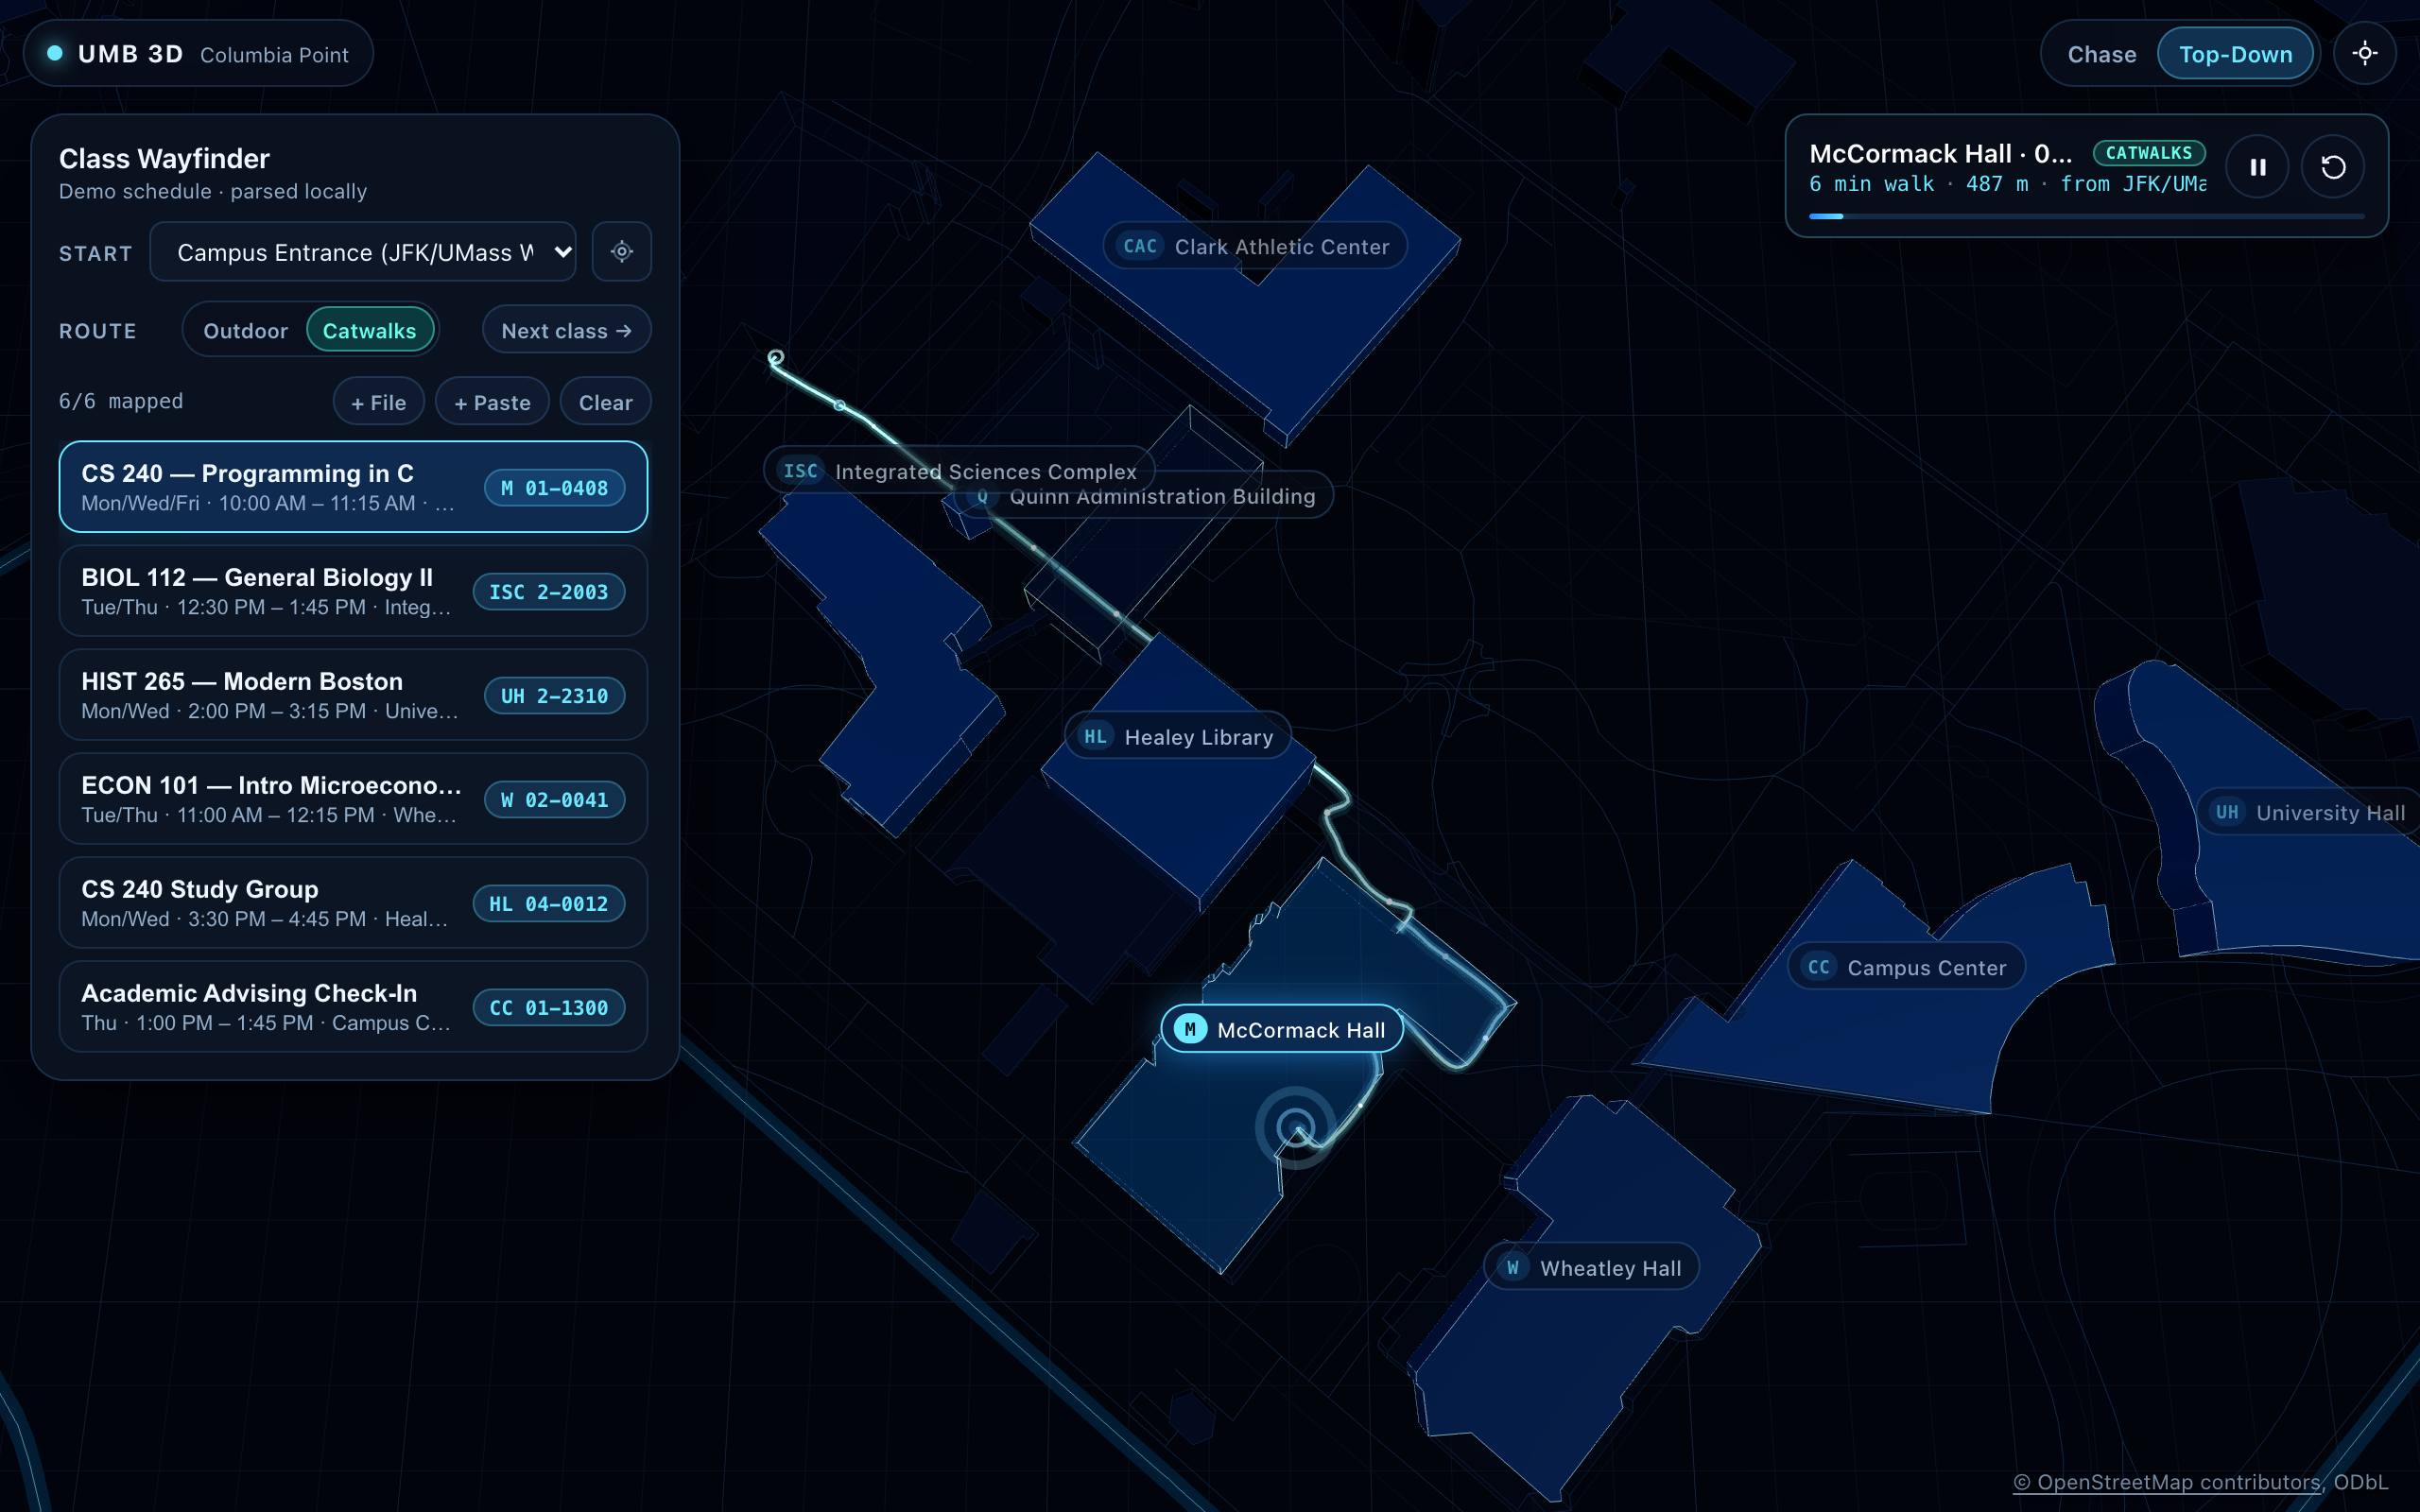 UMB 3D Columbia Point
Chase Top-Down
Class Wayfinder
Demo schedule · parsed locally
START Campus Entrance (JFK/UMass W
ROUTE Outdoor Catwalks Next class →
6/6 mapped + File + Paste Clear
CS 240 — Programming in C M 01-0408
Mon/Wed/Fri · 10:00 AM – 11:15 AM · ...
BIOL 112 — General Biology II ISC 2-2003
Tue/Thu · 12:30 PM – 1:45 PM · Integ...
HIST 265 — Modern Boston UH 2-2310
Mon/Wed · 2:00 PM – 3:15 PM · Unive...
ECON 101 — Intro Microecono... W 02-0041
Tue/Thu · 11:00 AM – 12:15 PM · Whe...
CS 240 Study Group HL 04-0012
Mon/Wed · 3:30 PM – 4:45 PM · Heal...
Academic Advising Check-In CC 01-1300
Thu · 1:00 PM – 1:45 PM · Campus C...
McCormack Hall · 0... CATWALKS
6 min walk · 487 m · from JFK/UMa
CAC Clark Athletic Center
ISC Integrated Sciences Complex
Q Quinn Administration Building
HL Healey Library
UH University Hall
CC Campus Center
M McCormack Hall
W Wheatley Hall
© OpenStreetMap contributors, ODbL